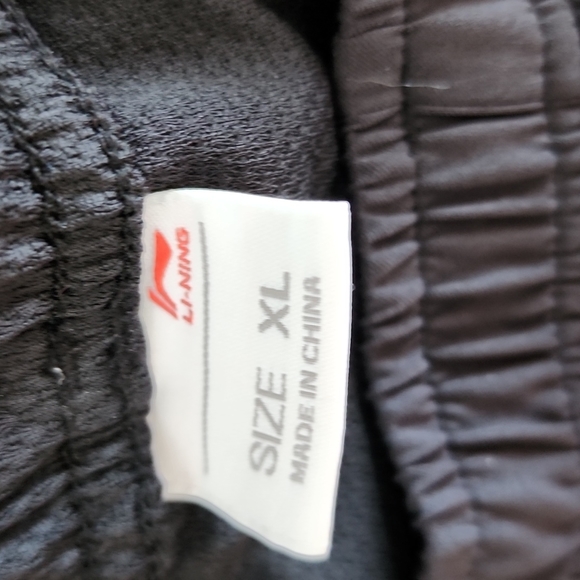 LI-NING
SIZE XL
MADE IN CHINA